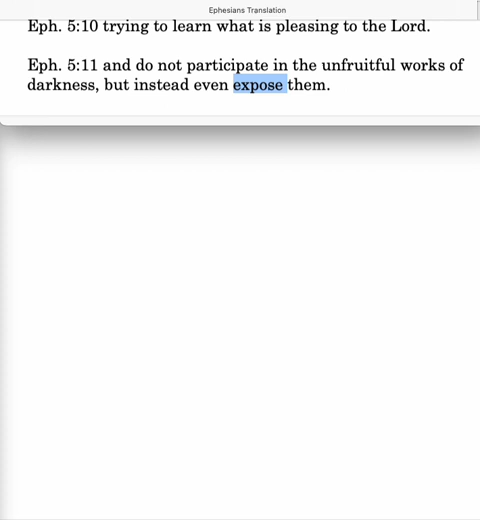 Ephesians Translation
Eph. 5:10 trying to learn what is pleasing to the Lord.
Eph. 5:11 and do not participate in the unfruitful works of
darkness, but instead even expose them.